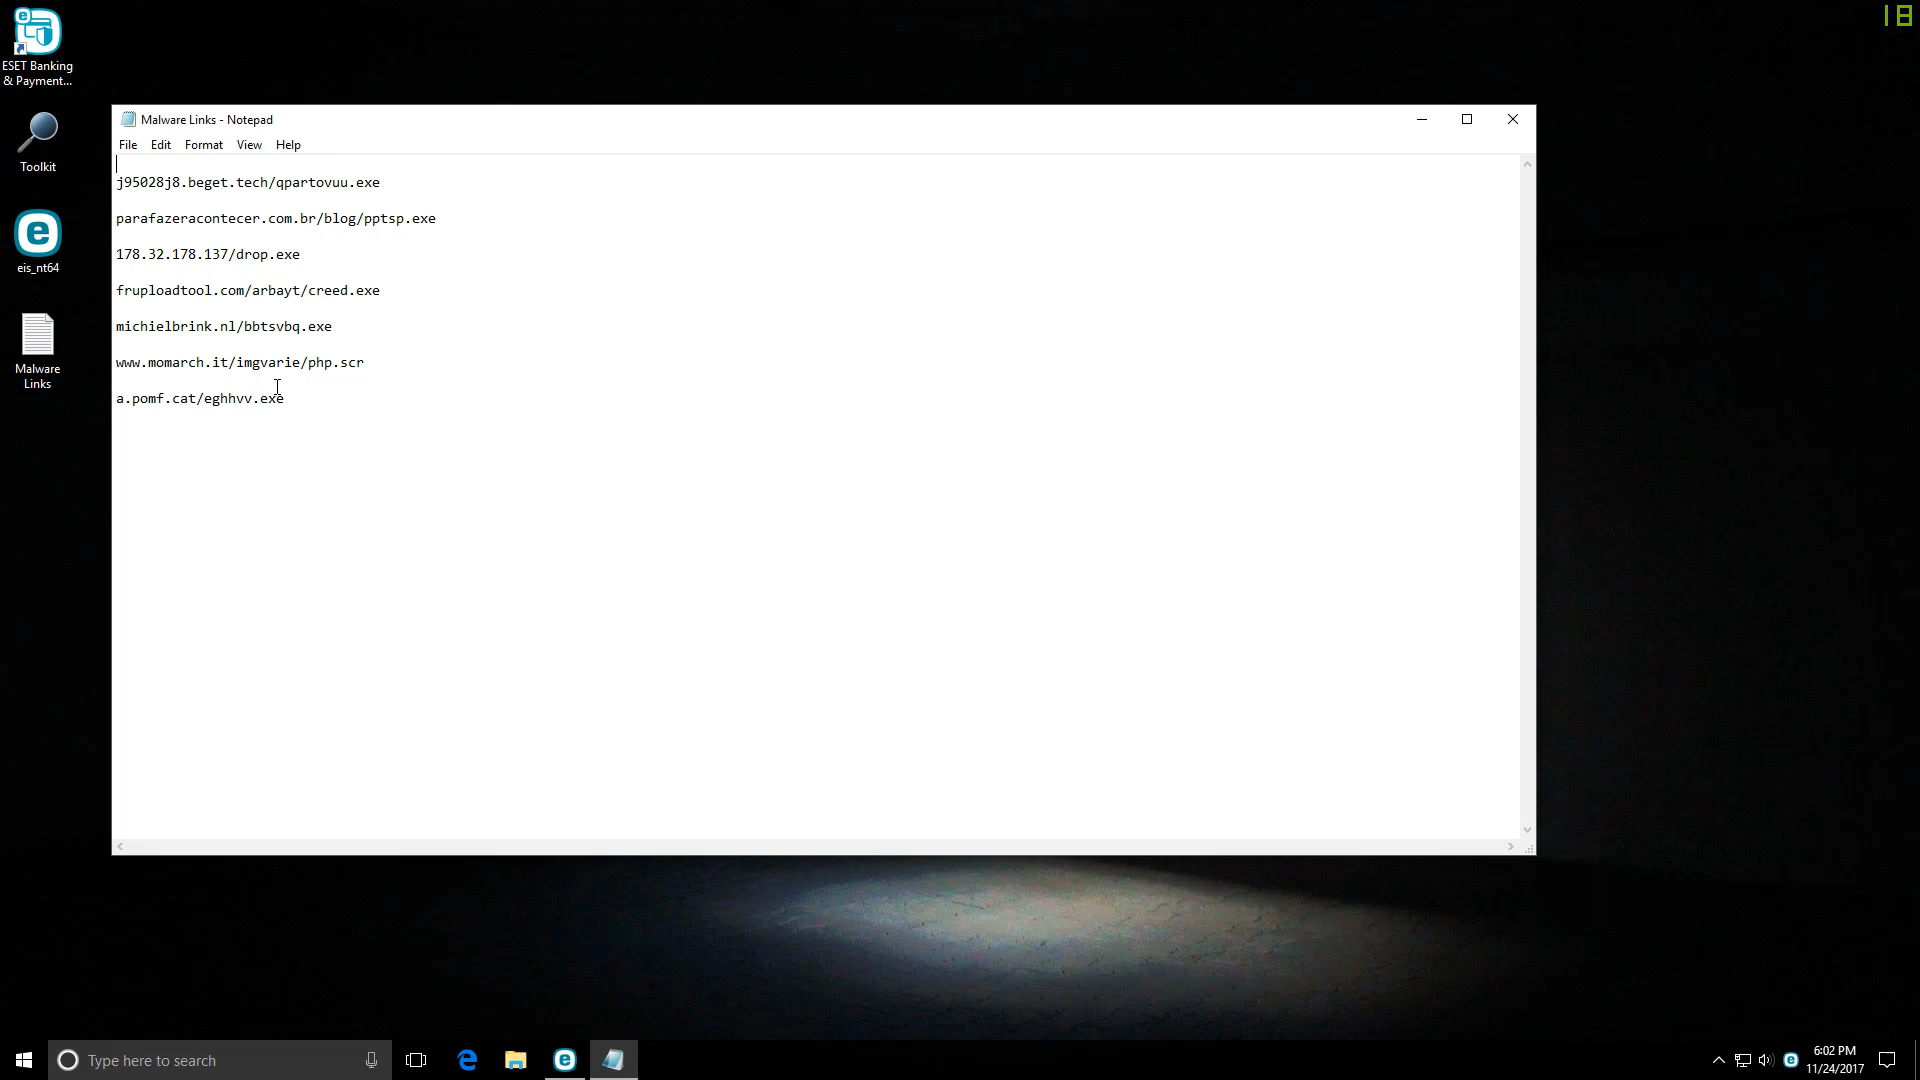 18
ESET Banking
& Payment...
Toolkit
eis_nt64
Malware
Links
Malware Links - Notepad
File Edit Format View Help
j95028j8.beget.tech/qpartovuu.exe
parafazeracontecer.com.br/blog/pptsp.exe
178.32.178.137/drop.exe
fruploadtool.com/arbayt/creed.exe
michielbrink.nl/bbtsvbq.exe
www.momarch.it/imgvarie/php.scr
a.pomf.cat/eghhvv.exe
Type here to search
6:02 PM
11/24/2017